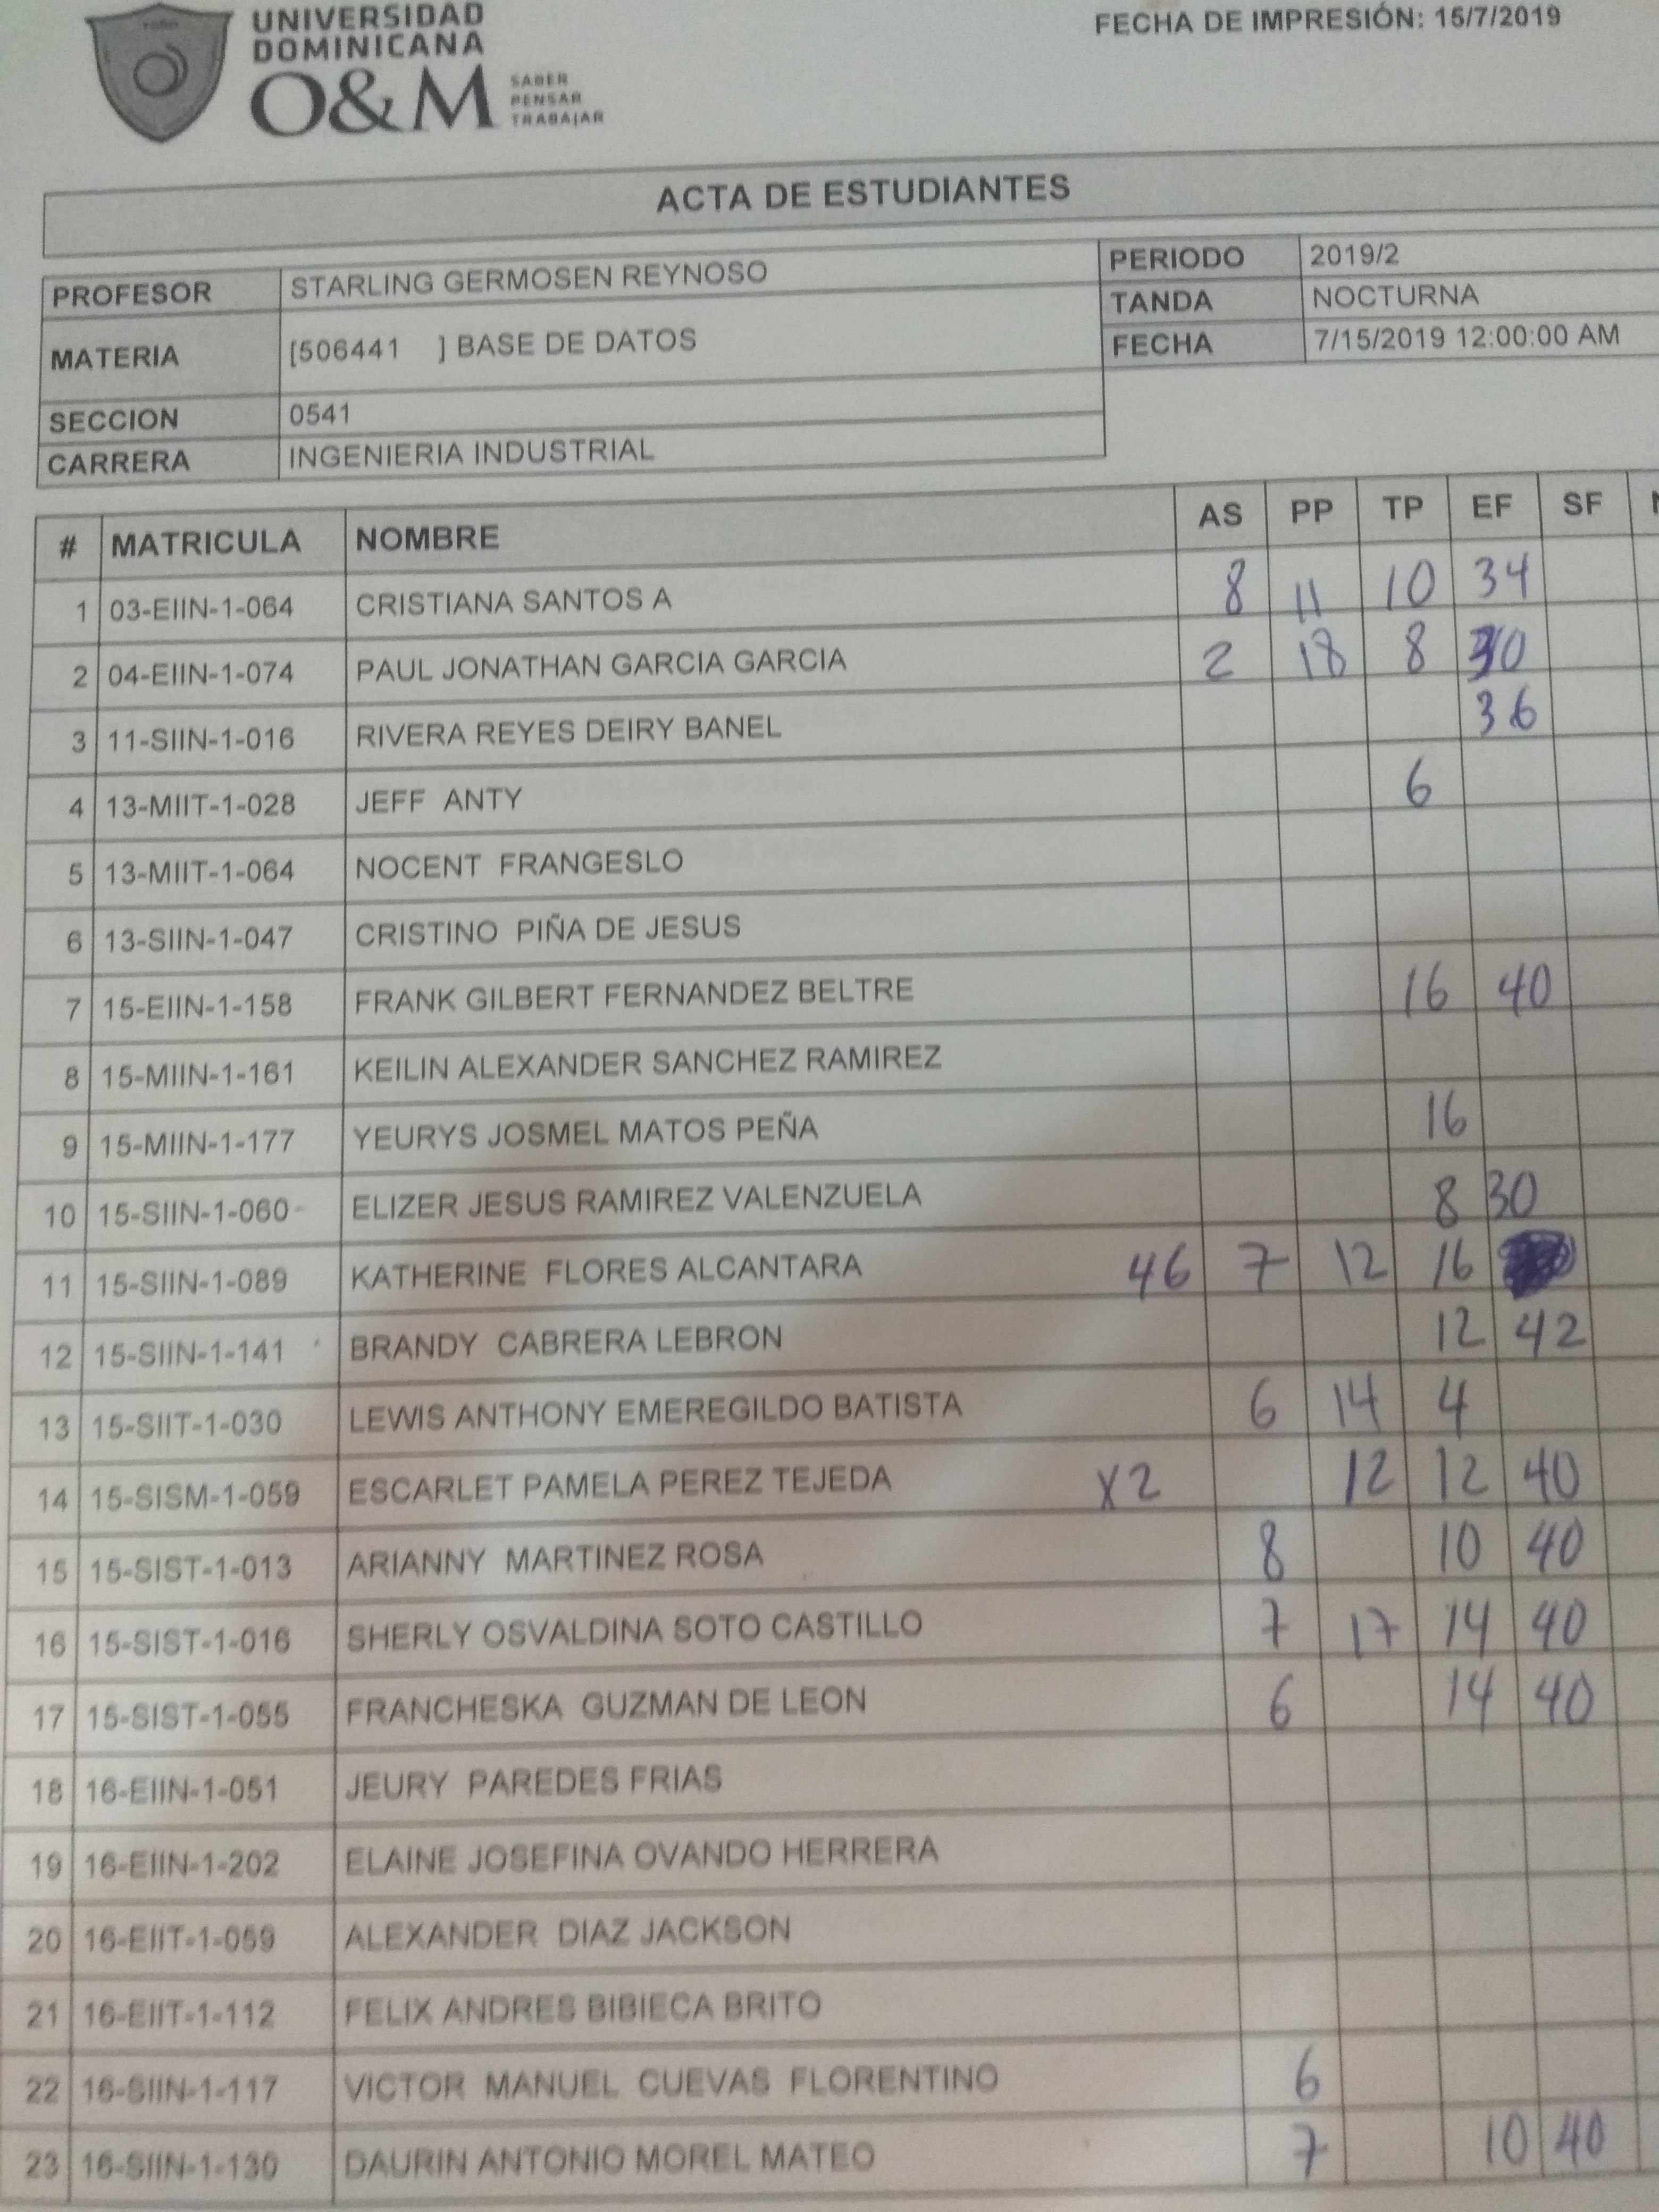 UNIVERSIDAD
DOMINICANA
O&M SABER PENSAR TRABAJAR
FECHA DE IMPRESIÓN: 15/7/2019
ACTA DE ESTUDIANTES
PROFESOR STARLING GERMOSEN REYNOSO PERIODO 2019/2
TANDA NOCTURNA
MATERIA [506441 ] BASE DE DATOS FECHA 7/15/2019 12:00:00 AM
SECCION 0541
CARRERA INGENIERIA INDUSTRIAL
# MATRICULA NOMBRE AS PP TP EF SF
1 03-EIIN-1-064 CRISTIANA SANTOS A 8 11 10 34
2 04-EIIN-1-074 PAUL JONATHAN GARCIA GARCIA 2 18 8 30
3 11-SIIN-1-016 RIVERA REYES DEIRY BANEL 36
4 13-MIIT-1-028 JEFF ANTY 6
5 13-MIIT-1-064 NOCENT FRANGESLO
6 13-SIIN-1-047 CRISTINO PIÑA DE JESUS
7 15-EIIN-1-158 FRANK GILBERT FERNANDEZ BELTRE 16 40
8 15-MIIN-1-161 KEILIN ALEXANDER SANCHEZ RAMIREZ
9 15-MIIN-1-177 YEURYS JOSMEL MATOS PEÑA 16
10 15-SIIN-1-060 ELIZER JESUS RAMIREZ VALENZUELA 8 30
11 15-SIIN-1-089 KATHERINE FLORES ALCANTARA 46 7 12 16
12 15-SIIN-1-141 BRANDY CABRERA LEBRON 12 42
13 15-SIIT-1-030 LEWIS ANTHONY EMEREGILDO BATISTA 6 14 4
14 15-SISM-1-059 ESCARLET PAMELA PEREZ TEJEDA X2 12 12 40
15 15-SIST-1-013 ARIANNY MARTINEZ ROSA 8 10 40
16 15-SIST-1-016 SHERLY OSVALDINA SOTO CASTILLO 7 17 14 40
17 15-SIST-1-055 FRANCHESKA GUZMAN DE LEON 6 14 40
18 16-EIIN-1-051 JEURY PAREDES FRIAS
19 16-EIIN-1-202 ELAINE JOSEFINA OVANDO HERRERA
20 16-EIIT-1-059 ALEXANDER DIAZ JACKSON
21 16-EIIT-1-112 FELIX ANDRES BIBIECA BRITO
22 16-SIIN-1-117 VICTOR MANUEL CUEVAS FLORENTINO 6
23 16-SIIN-1-130 DAURIN ANTONIO MOREL MATEO 7 10 40